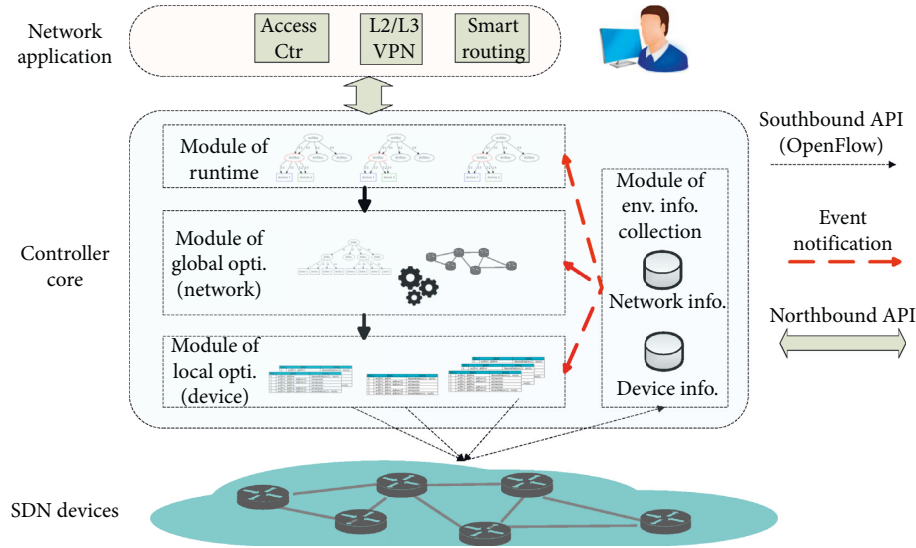 Network
application
Access
Ctr
L2/L3
VPN
Smart
routing
Controller
core
Module of
runtime
Module of
global opti.
(network)
Module of
local opti.
(device)
Module of
env. info.
collection
Network info.
Device info.
Southbound API
(OpenFlow)
Event
notification
Northbound API
SDN devices